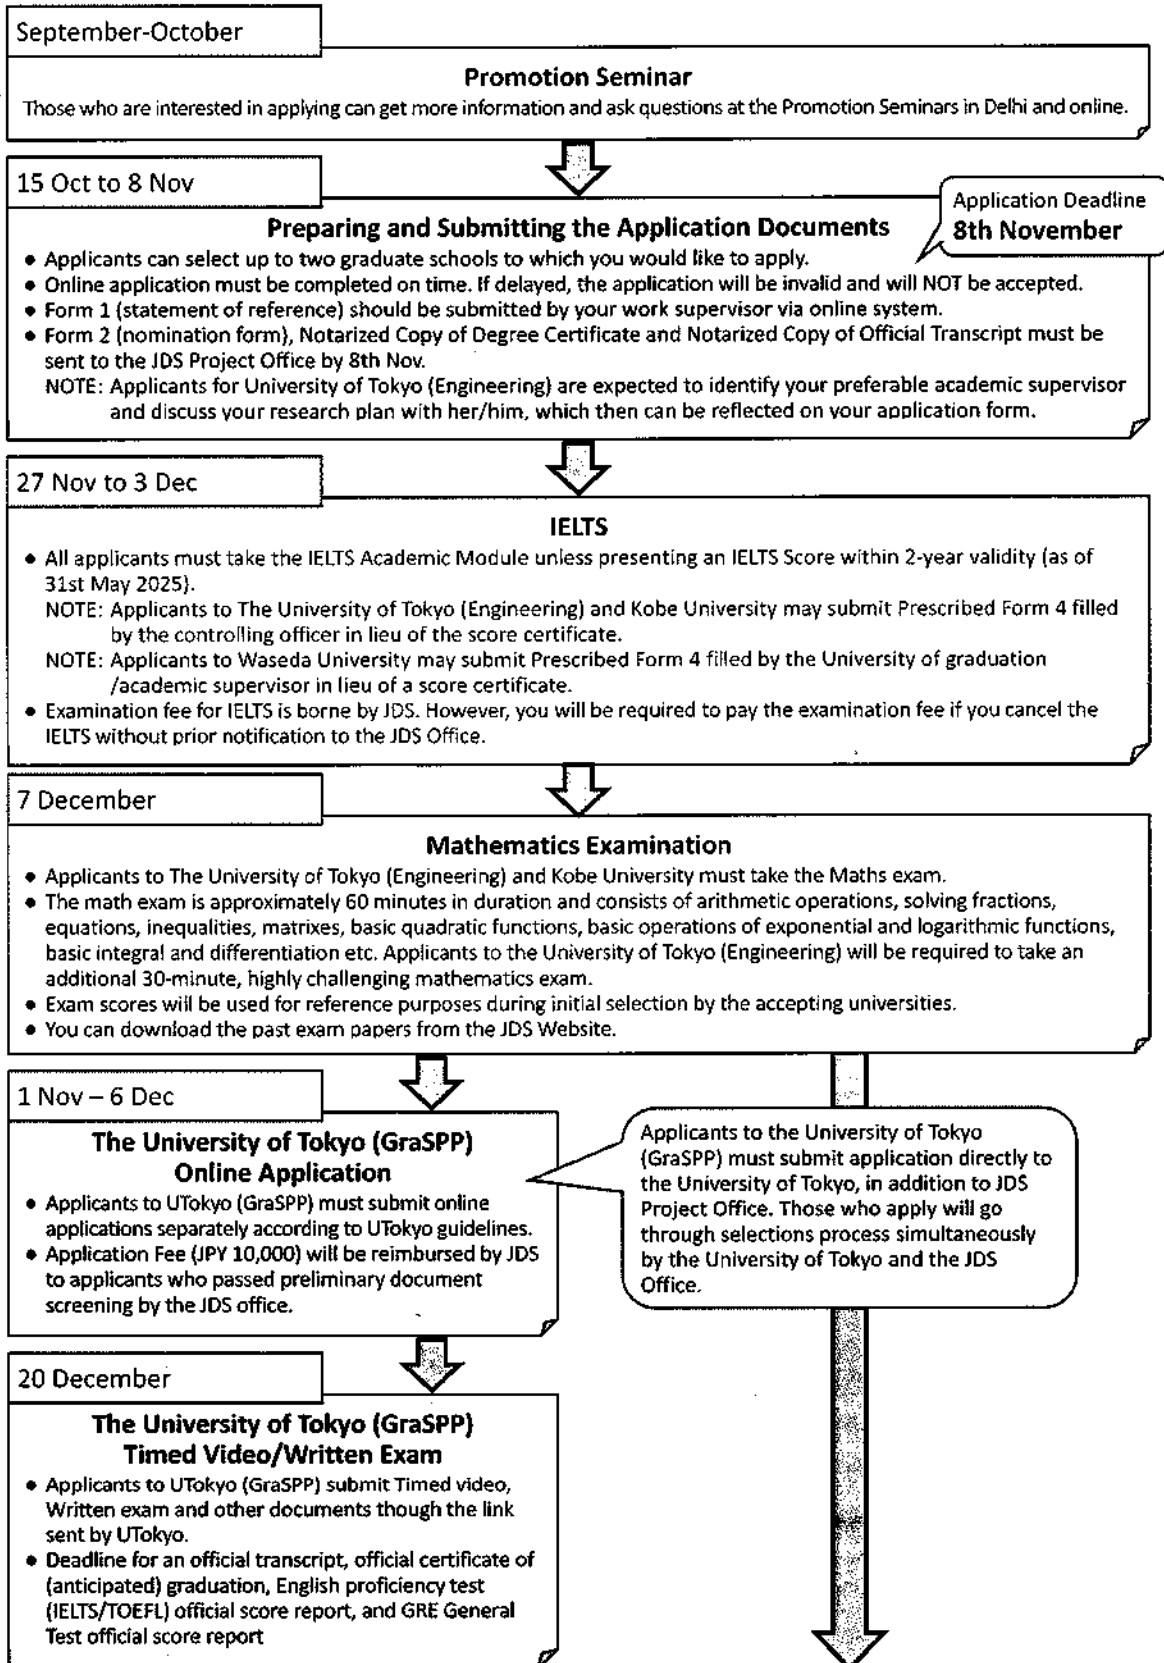 September-October
Promotion Seminar
Those who are interested in applying can get more information and ask questions at the Promotion Seminars in Delhi and online.
15 Oct to 8 Nov
Application Deadline
8th November
Preparing and Submitting the Application Documents
● Applicants can select up to two graduate schools to which you would like to apply.
● Online application must be completed on time. If delayed, the application will be invalid and will NOT be accepted.
● Form 1 (statement of reference) should be submitted by your work supervisor via online system.
● Form 2 (nomination form), Notarized Copy of Degree Certificate and Notarized Copy of Official Transcript must be
sent to the JDS Project Office by 8th Nov.
NOTE: Applicants for University of Tokyo (Engineering) are expected to identify your preferable academic supervisor
and discuss your research plan with her/him, which then can be reflected on your application form.
27 Nov to 3 Dec
IELTS
● All applicants must take the IELTS Academic Module unless presenting an IELTS Score within 2-year validity (as of
31st May 2025).
NOTE: Applicants to The University of Tokyo (Engineering) and Kobe University may submit Prescribed Form 4 filled
by the controlling officer in lieu of the score certificate.
NOTE: Applicants to Waseda University may submit Prescribed Form 4 filled by the University of graduation
/academic supervisor in lieu of a score certificate.
● Examination fee for IELTS is borne by JDS. However, you will be required to pay the examination fee if you cancel the
IELTS without prior notification to the JDS Office.
7 December
Mathematics Examination
● Applicants to The University of Tokyo (Engineering) and Kobe University must take the Maths exam.
● The math exam is approximately 60 minutes in duration and consists of arithmetic operations, solving fractions,
equations, inequalities, matrixes, basic quadratic functions, basic operations of exponential and logarithmic functions,
basic integral and differentiation etc. Applicants to the University of Tokyo (Engineering) will be required to take an
additional 30-minute, highly challenging mathematics exam.
● Exam scores will be used for reference purposes during initial selection by the accepting universities.
● You can download the past exam papers from the JDS Website.
1 Nov – 6 Dec
The University of Tokyo (GraSPP)
Online Application
● Applicants to UTokyo (GraSPP) must submit online
applications separately according to UTokyo guidelines.
● Application Fee (JPY 10,000) will be reimbursed by JDS
to applicants who passed preliminary document
screening by the JDS office.
Applicants to the University of Tokyo
(GraSPP) must submit application directly to
the University of Tokyo, in addition to JDS
Project Office. Those who apply will go
through selections process simultaneously
by the University of Tokyo and the JDS
Office.
20 December
The University of Tokyo (GraSPP)
Timed Video/Written Exam
● Applicants to UTokyo (GraSPP) submit Timed video,
Written exam and other documents though the link
sent by UTokyo.
● Deadline for an official transcript, official certificate of
(anticipated) graduation, English proficiency test
(IELTS/TOEFL) official score report, and GRE General
Test official score report